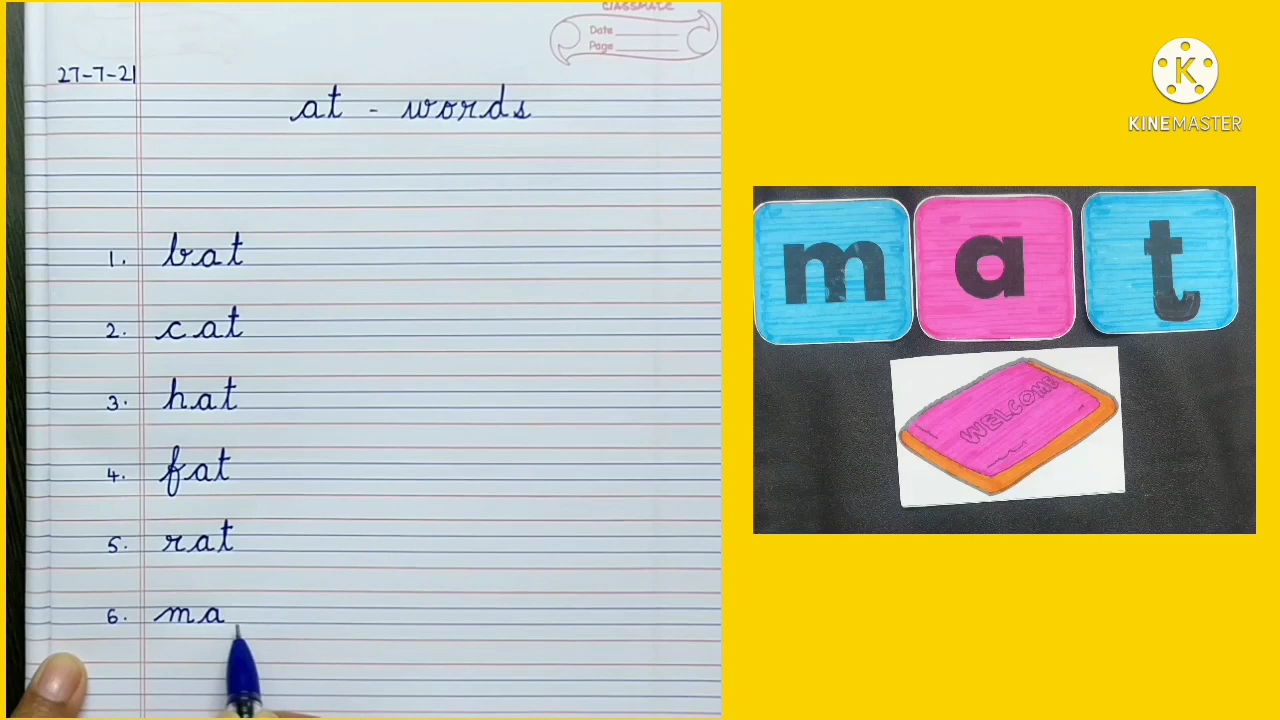 CLASSMATE
Date
Page
27-7-21
at - words
1. bat
2. cat
3. hat
4. fat
5. rat
6. ma
K
KINEMASTER
m a t
WELCOME